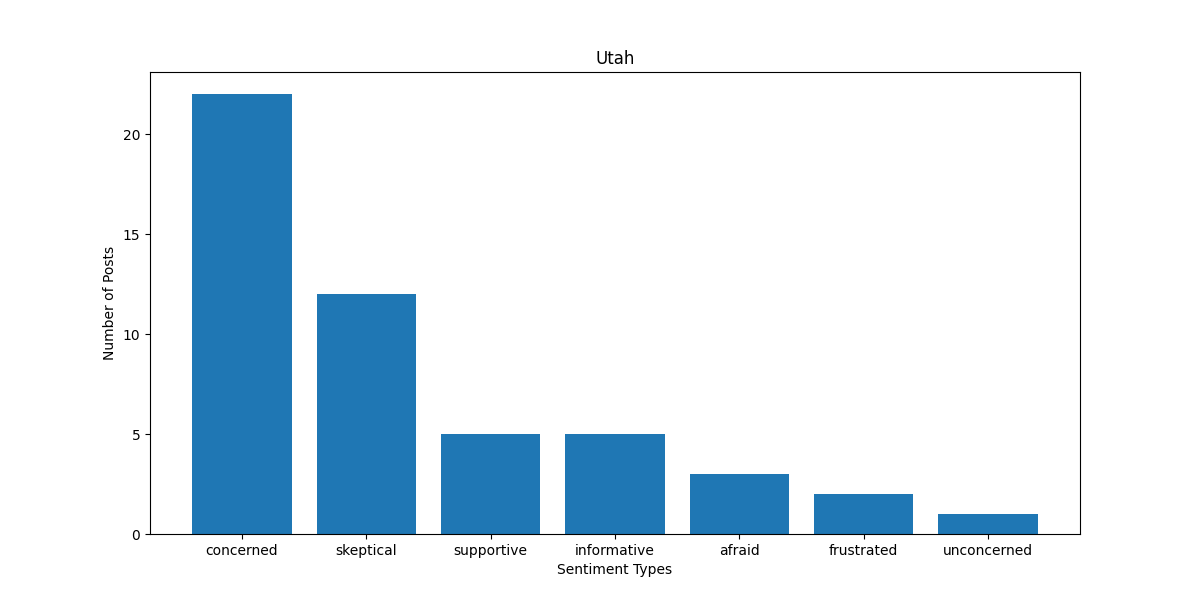 Utah
Number of Posts
20
15
10
5
0
concerned skeptical supportive informative afraid frustrated unconcerned
Sentiment Types